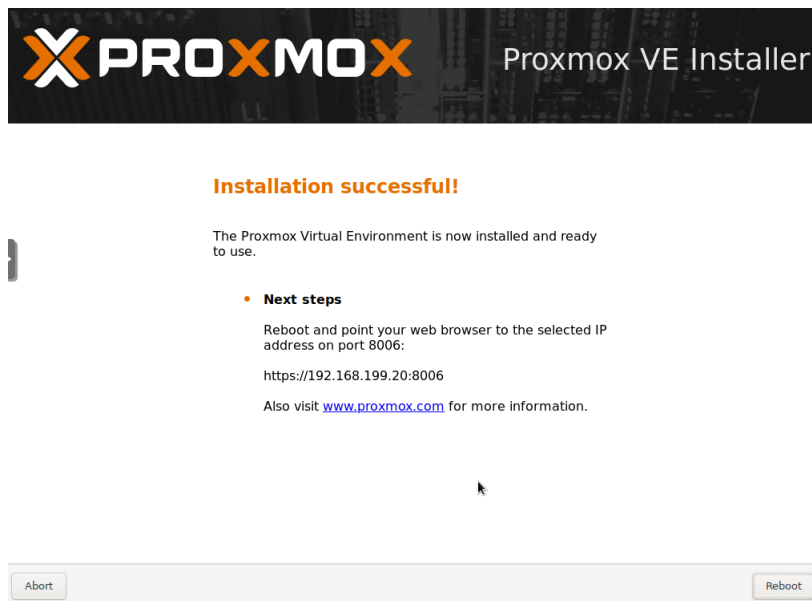 PROXMOX
Proxmox VE Installer
Installation successful!
The Proxmox Virtual Environment is now installed and ready
to use.
Next steps
Reboot and point your web browser to the selected IP
address on port 8006:
https://192.168.199.20:8006
Also visit www.proxmox.com for more information.
Abort
Reboot